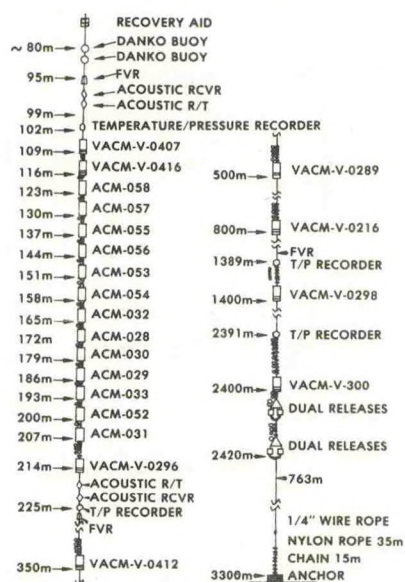 RECOVERY AID
~ 80m
DANKO BUOY
DANKO BUOY
95m
FVR
ACOUSTIC RCVR
ACOUSTIC R/T
99m
102m
TEMPERATURE/PRESSURE RECORDER
109m
VACM-V-0407
116m
VACM-V-0416
123m
ACM-058
130m
ACM-057
137m
ACM-055
144m
ACM-056
151m
ACM-053
158m
ACM-054
165m
ACM-032
172m
ACM-028
179m
ACM-030
186m
ACM-029
193m
ACM-033
200m
ACM-052
207m
ACM-031
214m
VACM-V-0296
ACOUSTIC R/T
ACOUSTIC RCVR
225m
T/P RECORDER
FVR
350m
VACM-V-0412
500m
VACM-V-0289
800m
VACM-V-0216
FVR
1389m
T/P RECORDER
1400m
VACM-V-0298
2391m
T/P RECORDER
2400m
VACM-V-300
DUAL RELEASES
DUAL RELEASES
2420m
763m
1/4" WIRE ROPE
NYLON ROPE 35m
CHAIN 15m
3300m
ANCHOR